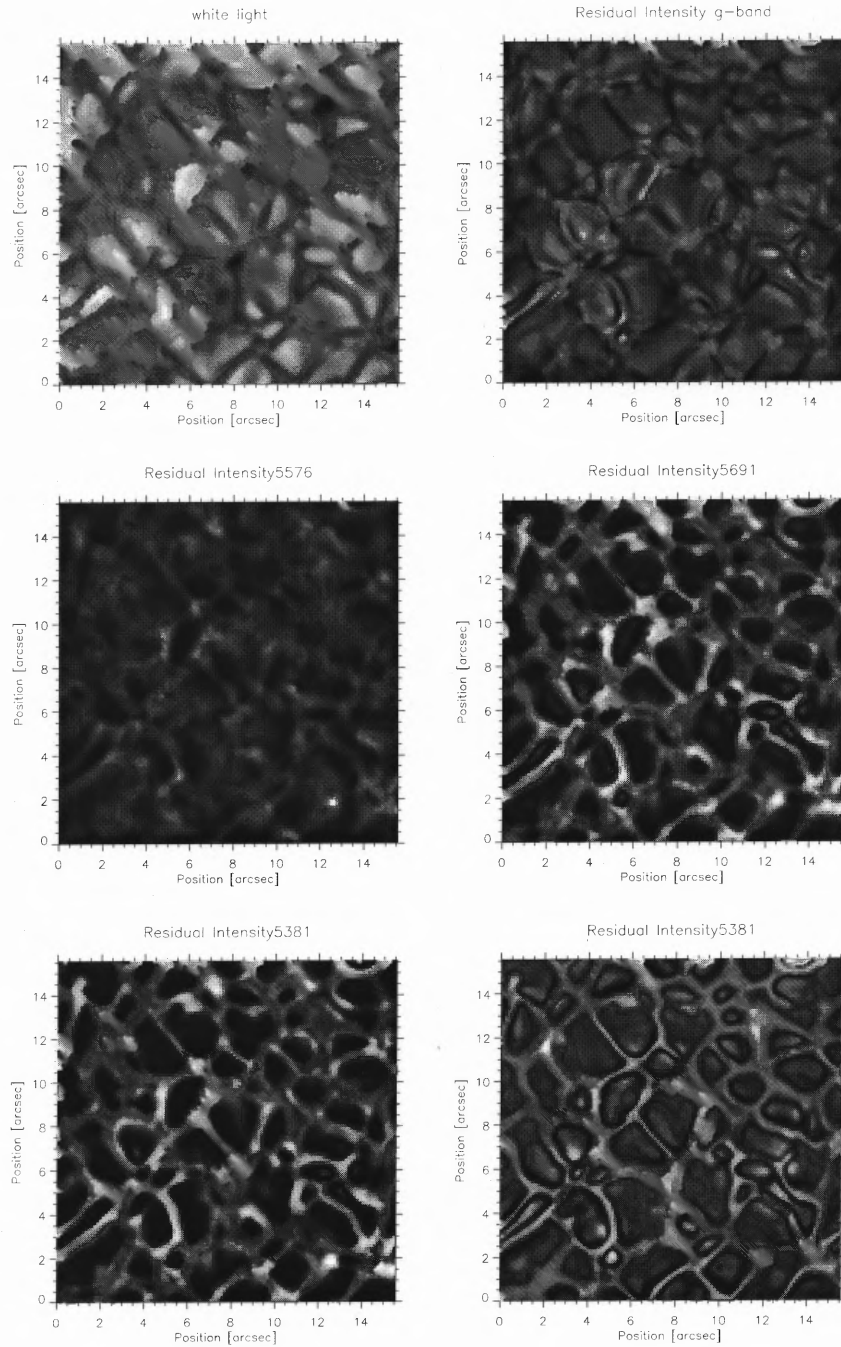 white light
Residual Intensity g-band
14
12
10
8
6
4
2
0
Position [arcsec]
0 2 4 6 8 10 12 14
Position [arcsec]
14
12
10
8
6
4
2
0
Position [arcsec]
0 2 4 6 8 10 12 14
Position [arcsec]
Residual Intensity5576
Residual Intensity5691
14
12
10
8
6
4
2
0
Position [arcsec]
0 2 4 6 8 10 12 14
Position [arcsec]
14
12
10
8
6
4
2
0
Position [arcsec]
0 2 4 6 8 10 12 14
Position [arcsec]
Residual Intensity5381
Residual Intensity5381
14
12
10
8
6
4
2
0
Position [arcsec]
0 2 4 6 8 10 12 14
Position [arcsec]
14
12
10
8
6
4
2
0
Position [arcsec]
0 2 4 6 8 10 12 14
Position [arcsec]